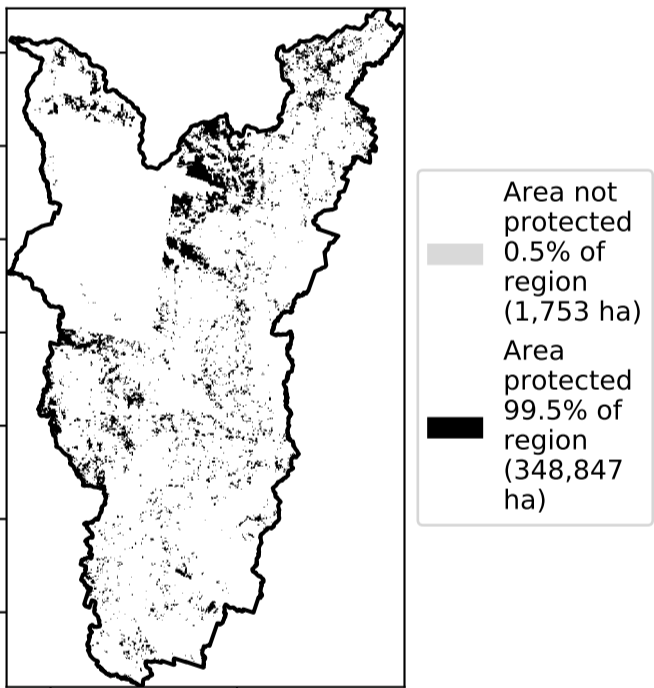 Area not
protected
0.5% of
region
(1,753 ha)
Area
protected
99.5% of
region
(348,847
ha)